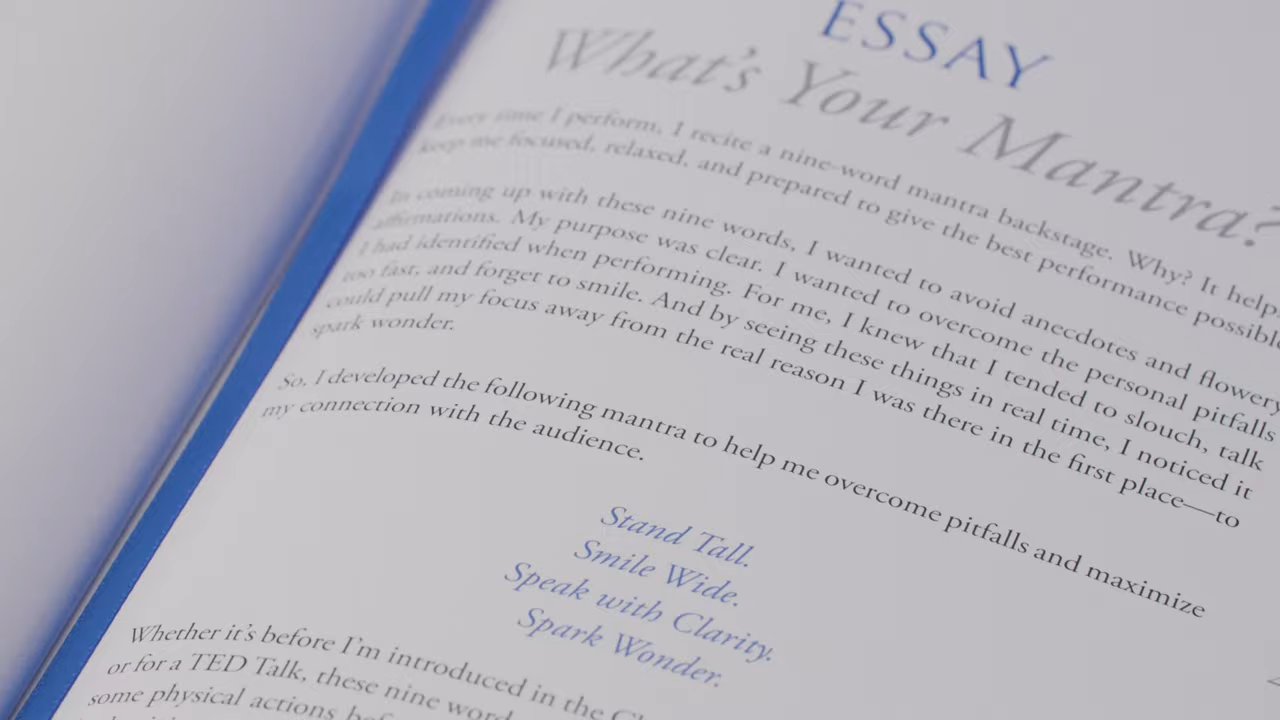 ESSAY
What's Your Mantra?
Every time I perform, I recite a nine-word mantra backstage. Why? It help
keep me focused, relaxed, and prepared to give the best performance possible
In coming up with these nine words, I wanted to avoid anecdotes and flowery
affirmations. My purpose was clear. I wanted to overcome the personal pitfalls
I had identified when performing. For me, I knew that I tended to slouch, talk
too fast, and forget to smile. And by seeing these things in real time, I noticed it
could pull my focus away from the real reason I was there in the first place—to
spark wonder.
So, I developed the following mantra to help me overcome pitfalls and maximize
my connection with the audience.
Stand Tall.
Smile Wide.
Speak with Clarity.
Spark Wonder.
Whether it's before I'm introduced in the
or for a TED Talk, these nine word
some physical actions